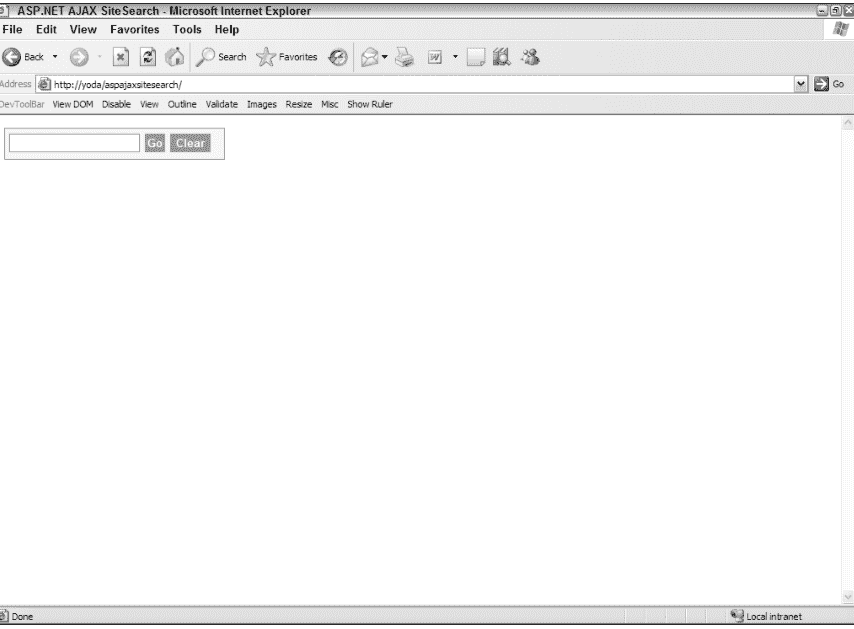 ASP.NET AJAX SiteSearch - Microsoft Internet Explorer
File Edit View Favorites Tools Help
Back Search Favorites
Address http://yoda/aspajaxsitesearch/ Go
DevToolBar View DOM Disable View Outline Validate Images Resize Misc Show Ruler
Go Clear
Done Local intranet